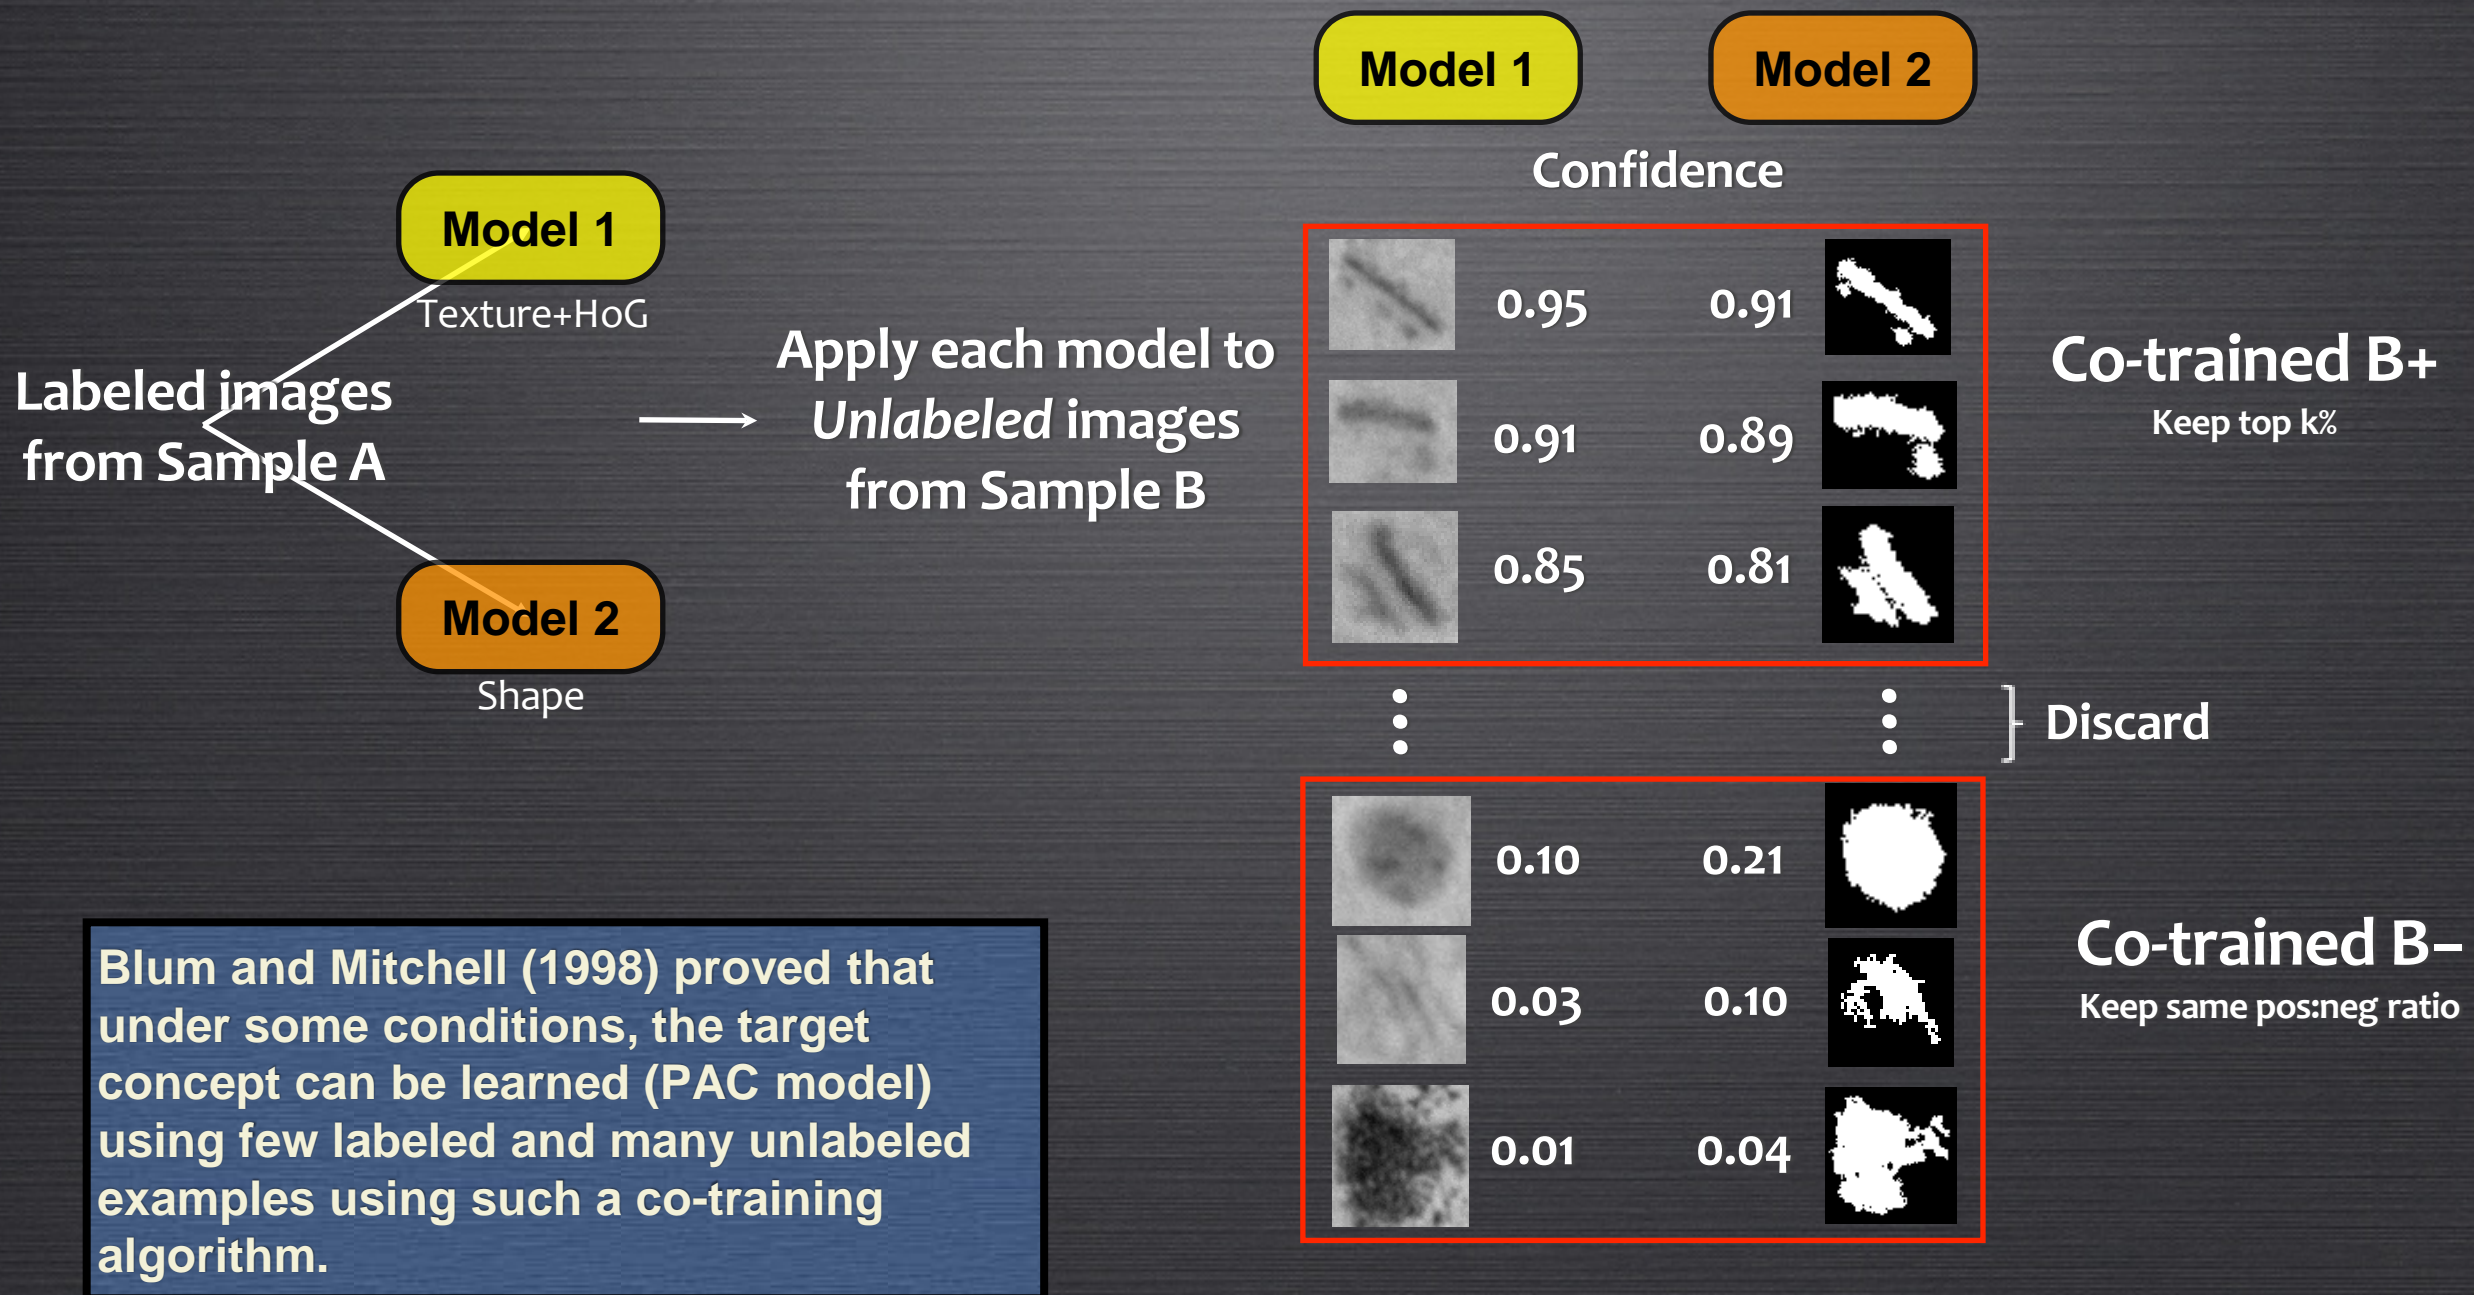 Model 1
Texture+HoG
Labeled images
from Sample A
Model 2
Shape
Apply each model to
Unlabeled images
from Sample B
Model 1
Model 2
Confidence
0.95 0.91
0.91 0.89
0.85 0.81
Co-trained B+
Keep top k%
Discard
0.10 0.21
0.03 0.10
0.01 0.04
Co-trained B–
Keep same pos:neg ratio
Blum and Mitchell (1998) proved that
under some conditions, the target
concept can be learned (PAC model)
using few labeled and many unlabeled
examples using such a co-training
algorithm.